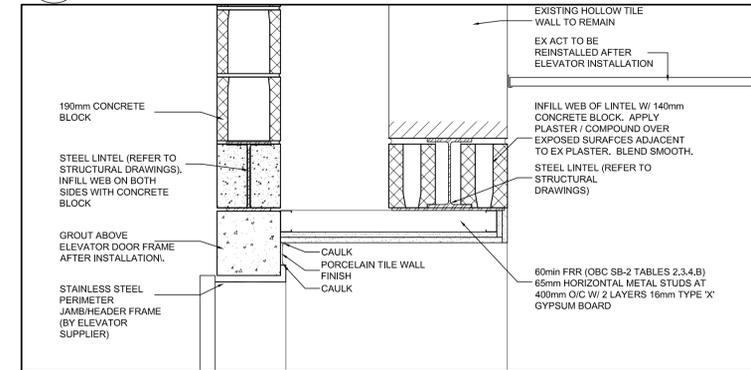 EXISTING HOLLOW TILE
WALL TO REMAIN
EX ACT TO BE
REINSTALLED AFTER
ELEVATOR INSTALLATION
190mm CONCRETE
BLOCK
INFILL WEB OF LINTEL W/ 140mm
CONCRETE BLOCK. APPLY
PLASTER / COMPOUND OVER
EXPOSED SURAFCES ADJACENT
TO EX PLASTER. BLEND SMOOTH.
STEEL LINTEL (REFER TO
STRUCTURAL DRAWINGS).
INFILL WEB ON BOTH
SIDES WITH CONCRETE
BLOCK
STEEL LINTEL (REFER TO
STRUCTURAL
DRAWINGS)
GROUT ABOVE
ELEVATOR DOOR FRAME
AFTER INSTALLATION\.
CAULK
PORCELAIN TILE WALL
FINISH
CAULK
60min FRR (OBC SB-2 TABLES 2,3,4,B)
65mm HORIZONTAL METAL STUDS AT
400mm O/C W/ 2 LAYERS 16mm TYPE 'X'
GYPSUM BOARD
STAINLESS STEEL
PERIMETER
JAMB/HEADER FRAME
(BY ELEVATOR
SUPPLIER)